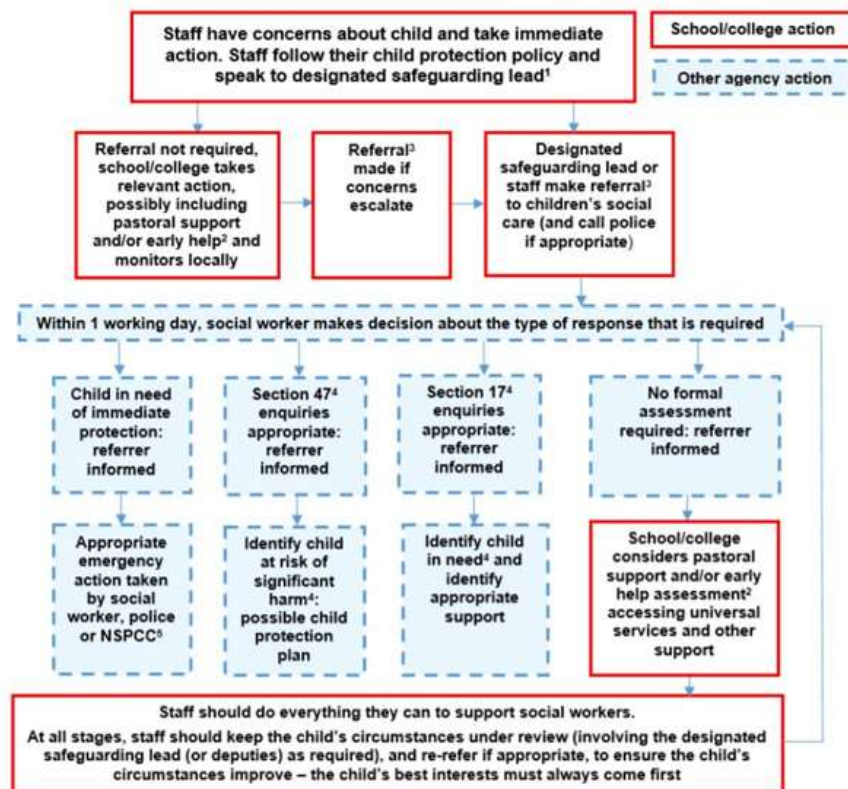 Staff have concerns about child and take immediate
action. Staff follow their child protection policy and
speak to designated safeguarding lead¹
School/college action
Other agency action
Referral not required,
school/college takes
relevant action,
possibly including
pastoral support
and/or early help² and
monitors locally
Referral³
made if
concerns
escalate
Designated
safeguarding lead or
staff make referral³
to children's social
care (and call police
if appropriate)
Within 1 working day, social worker makes decision about the type of response that is required
Child in need
of immediate
protection:
referrer
informed
Section 47⁴
enquiries
appropriate:
referrer
informed
Section 17⁴
enquiries
appropriate:
referrer
informed
No formal
assessment
required: referrer
informed
Appropriate
emergency
action taken
by social
worker, police
or NSPCC⁵
Identify child
at risk of
significant
harm⁴:
possible child
protection
plan
Identify child
in need⁴ and
identify
appropriate
support
School/college
considers pastoral
support and/or early
help assessment²
accessing universal
services and other
support
Staff should do everything they can to support social workers.
At all stages, staff should keep the child's circumstances under review (involving the designated
safeguarding lead (or deputies) as required), and re-refer if appropriate, to ensure the child's
circumstances improve – the child's best interests must always come first